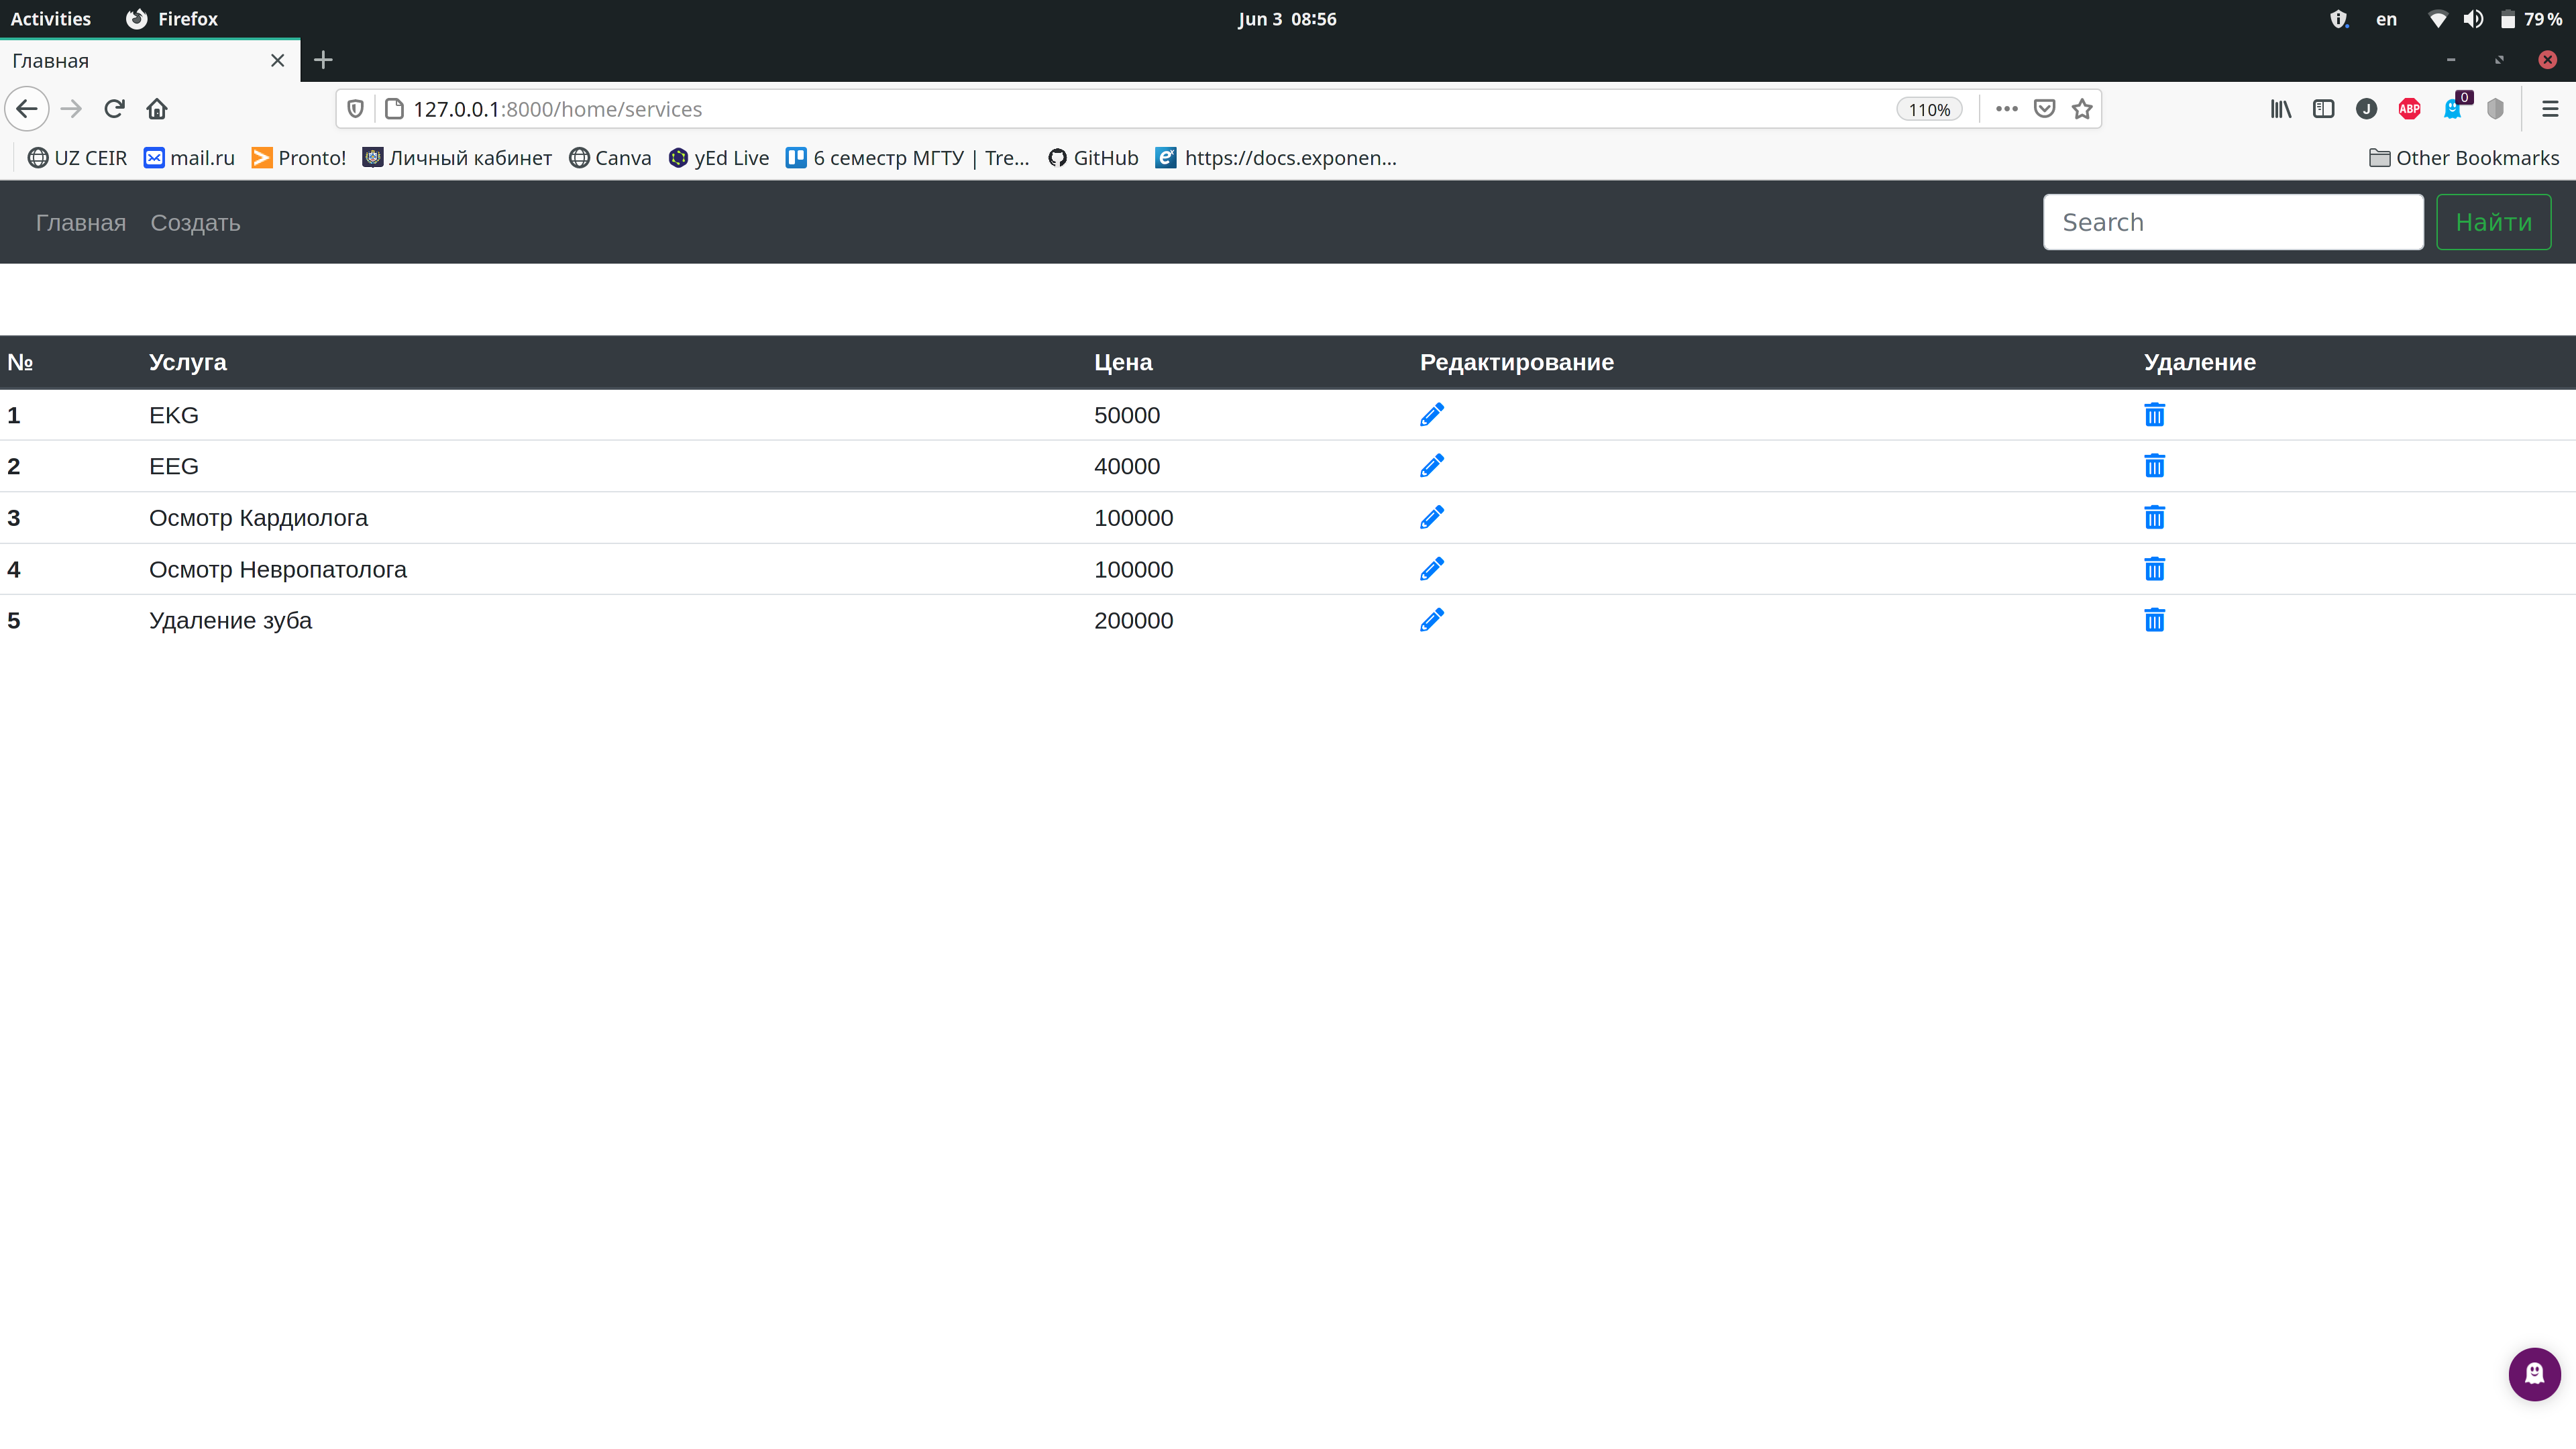 Activities Firefox Jun 3 08:56 en 79 %
Главная
127.0.0.1:8000/home/services 110% J ABP 0
UZ CEIR mail.ru Pronto! Личный кабинет Canva yEd Live 6 семестр МГТУ | Tre... GitHub https://docs.exponen... Other Bookmarks
Главная Создать Search Найти
№ Услуга Цена Редактирование Удаление
1 EKG 50000
2 EEG 40000
3 Осмотр Кардиолога 100000
4 Осмотр Невропатолога 100000
5 Удаление зуба 200000